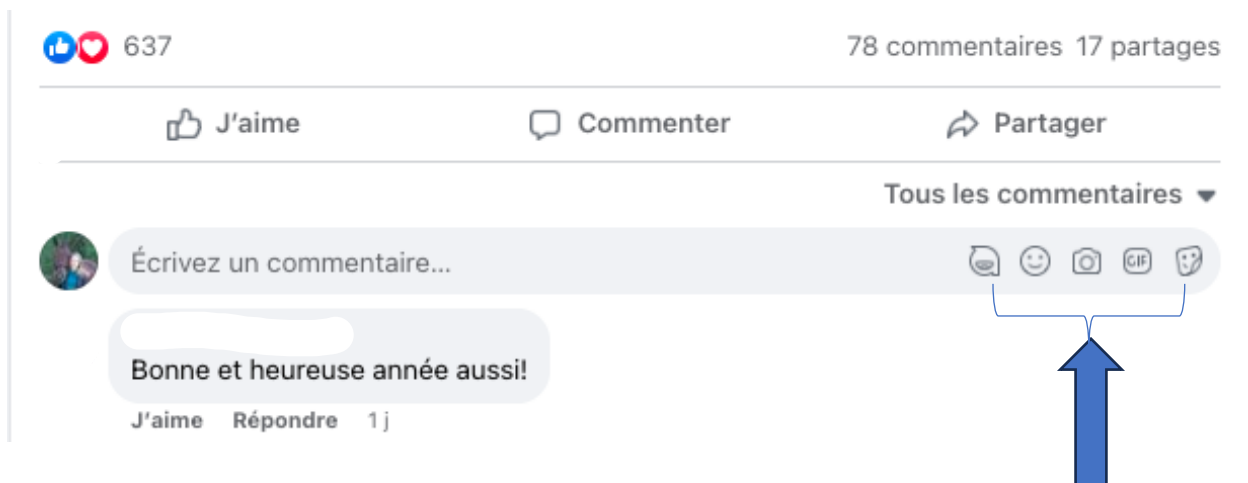 637
78 commentaires 17 partages
J'aime
Commenter
Partager
Tous les commentaires
Écrivez un commentaire...
GIF
Bonne et heureuse année aussi!
J'aime Répondre 1 j